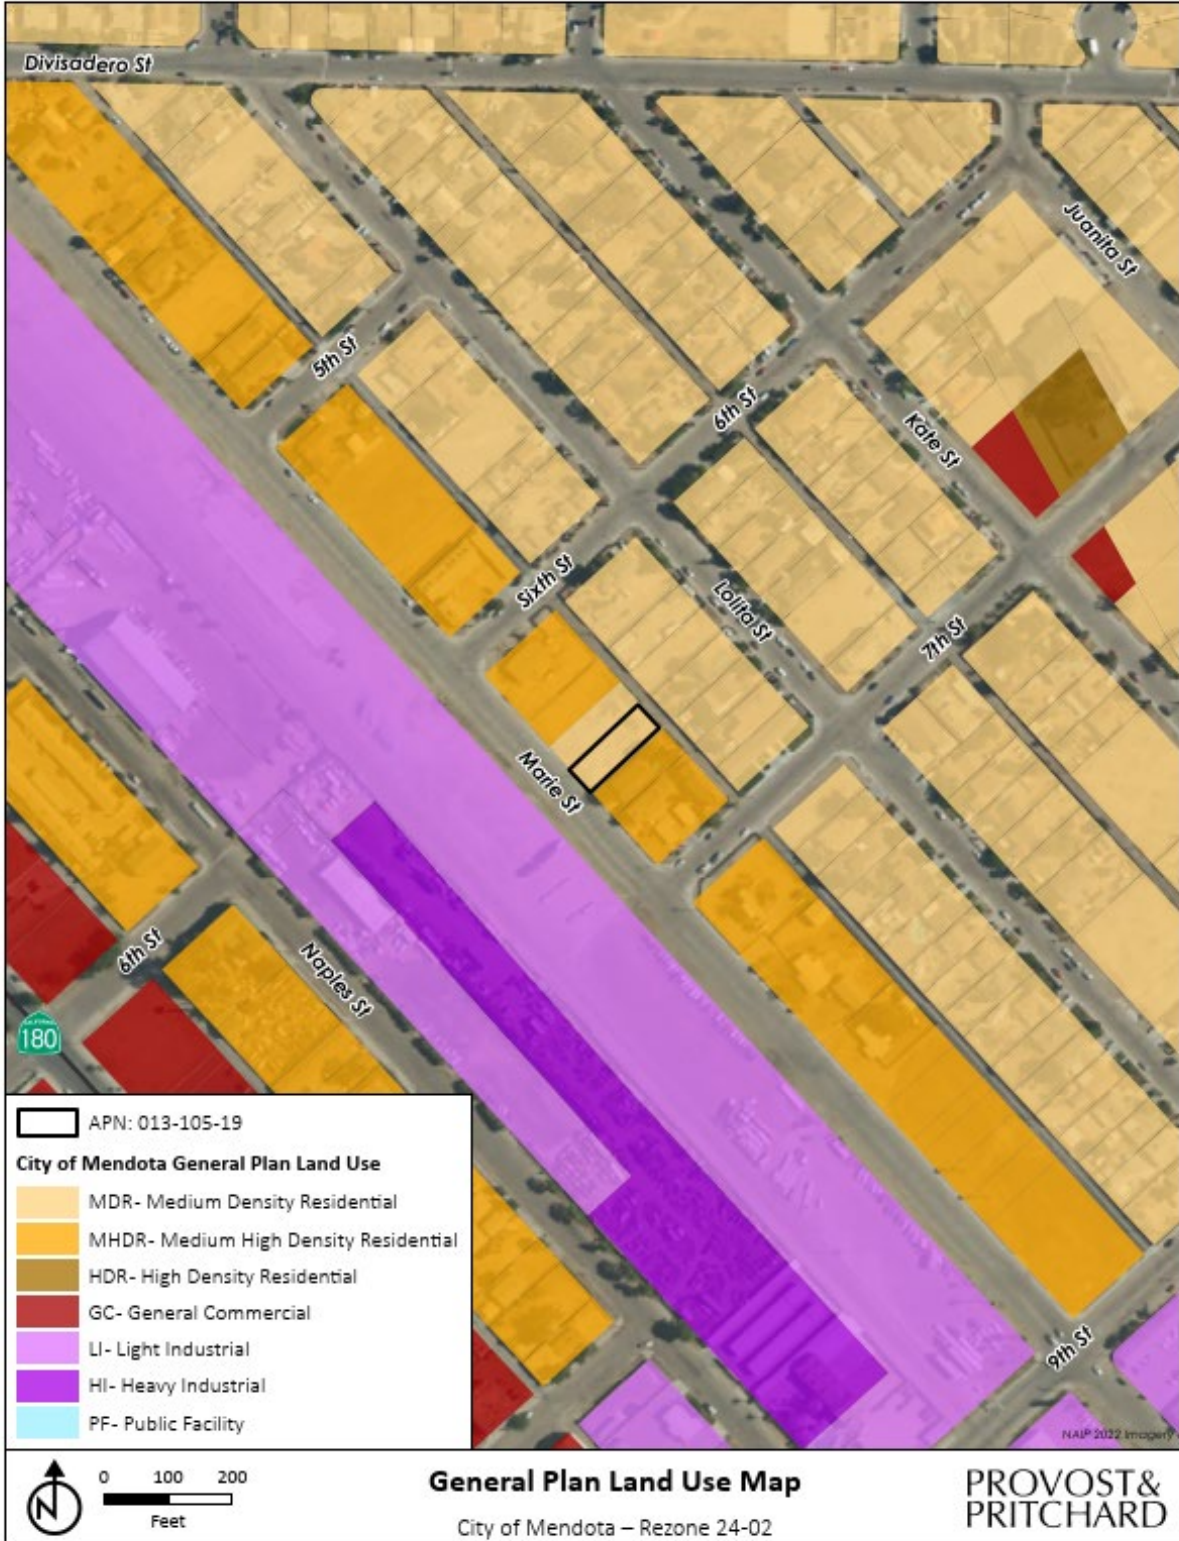 Divisadero St
Juanita St
5th St
6th St
Kate St
Sixth St
Lolita St
7th St
Marie St
6th St
Naples St
CALIFORNIA
180
9th St
APN: 013-105-19
City of Mendota General Plan Land Use
MDR- Medium Density Residential
MHDR- Medium High Density Residential
HDR- High Density Residential
GC- General Commercial
LI- Light Industrial
HI- Heavy Industrial
PF- Public Facility
NAIP 2022 Imagery
N
0 100 200
Feet
General Plan Land Use Map
City of Mendota – Rezone 24-02
PROVOST&
PRITCHARD